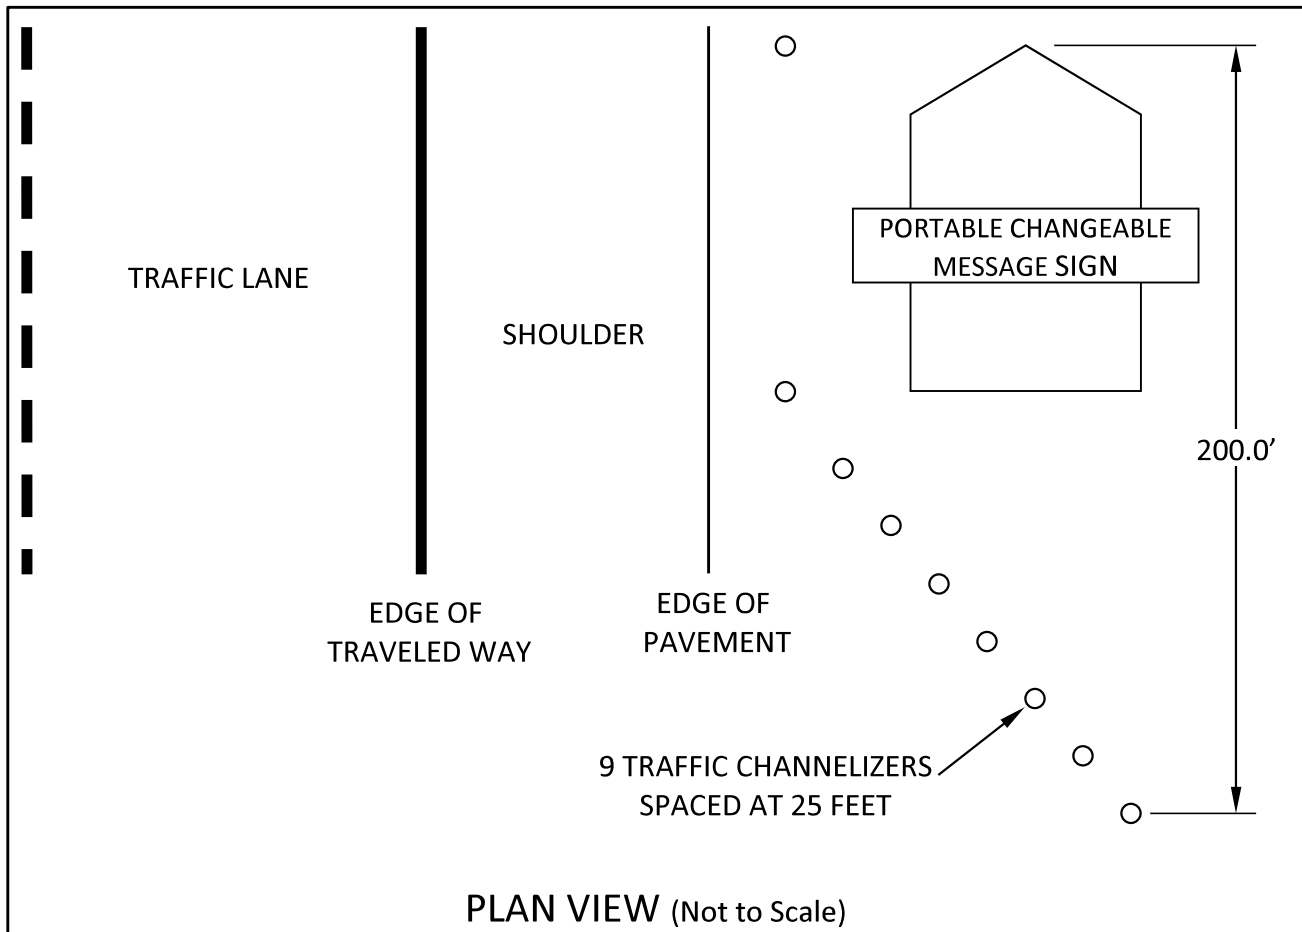 PORTABLE CHANGEABLE
MESSAGE SIGN
TRAFFIC LANE
SHOULDER
200.0’
EDGE OF
TRAVELED WAY
EDGE OF
PAVEMENT
9 TRAFFIC CHANNELIZERS
SPACED AT 25 FEET
PLAN VIEW (Not to Scale)